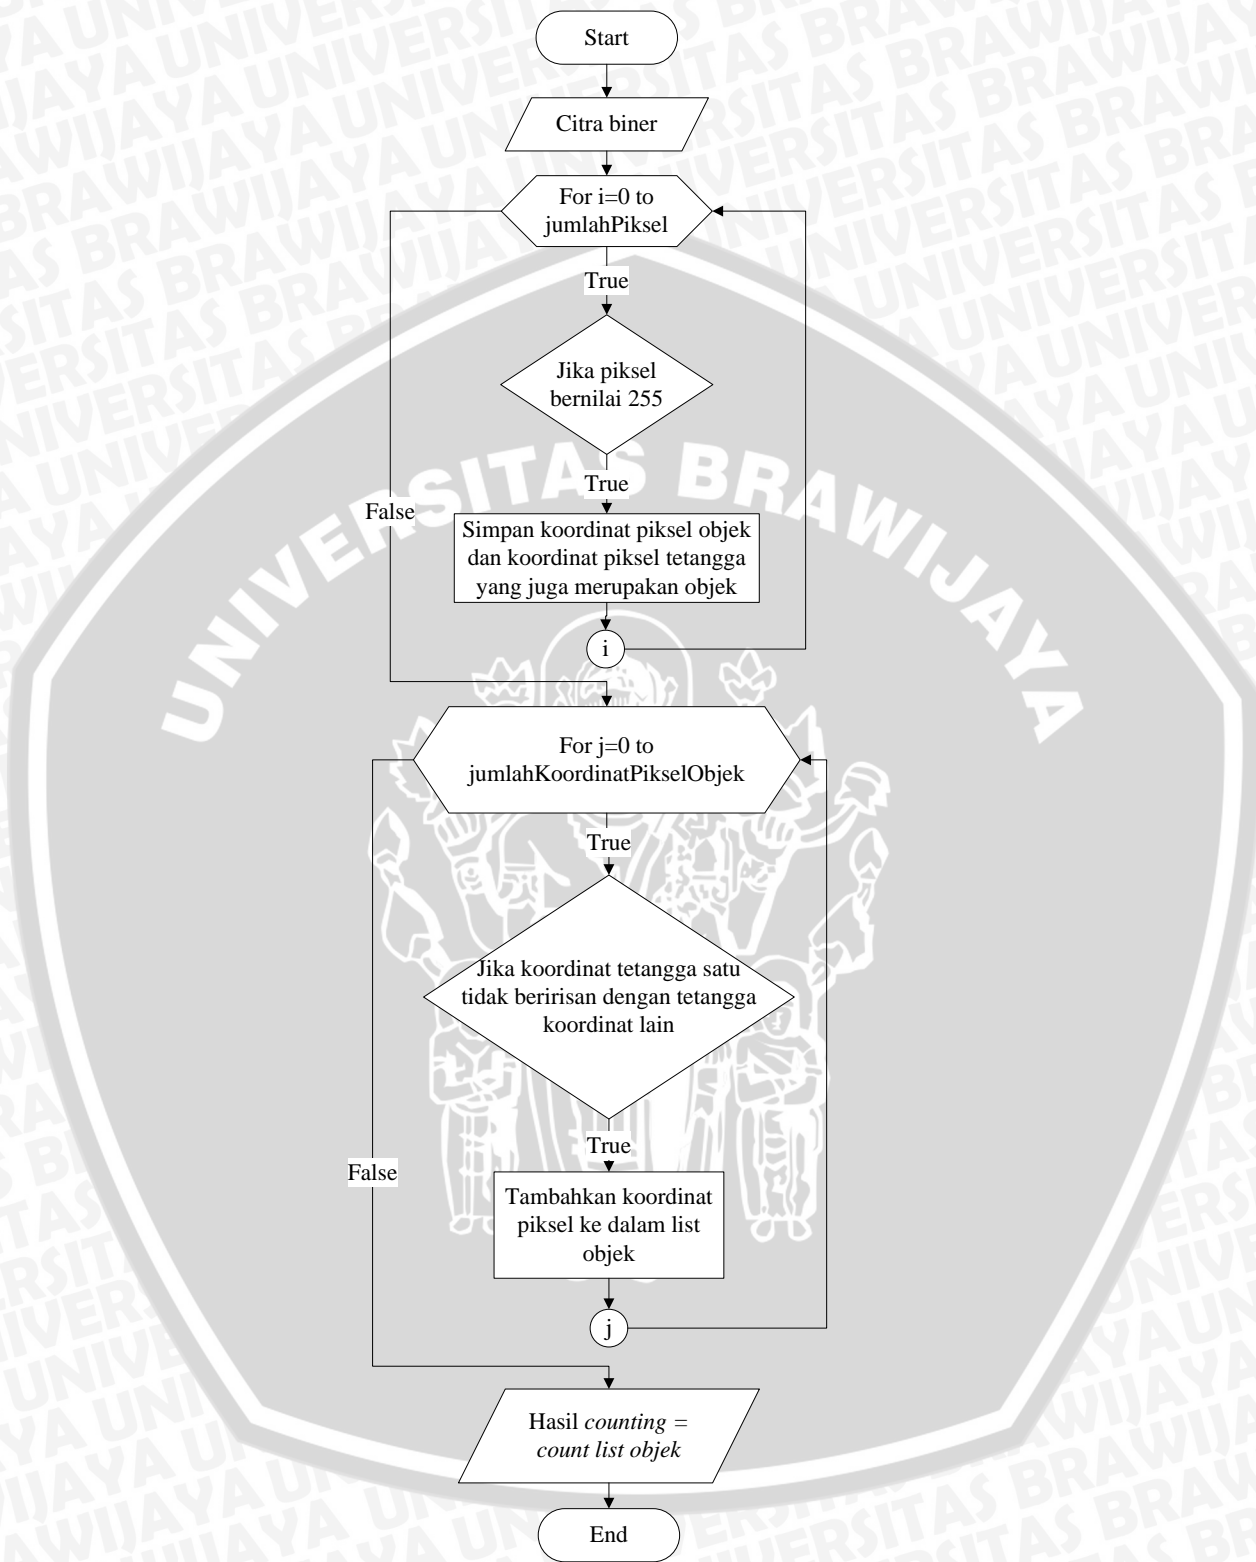 Start
Citra biner
For i=0 to
jumlahPiksel
True
Jika piksel
bernilai 255
True
False
Simpan koordinat piksel objek
dan koordinat piksel tetangga
yang juga merupakan objek
i
For j=0 to
jumlahKoordinatPikselObjek
True
Jika koordinat tetangga satu
tidak beririsan dengan tetangga
koordinat lain
True
False
Tambahkan koordinat
piksel ke dalam list
objek
j
Hasil counting =
count list objek
End
UNIVERSITAS BRAWIJAYA